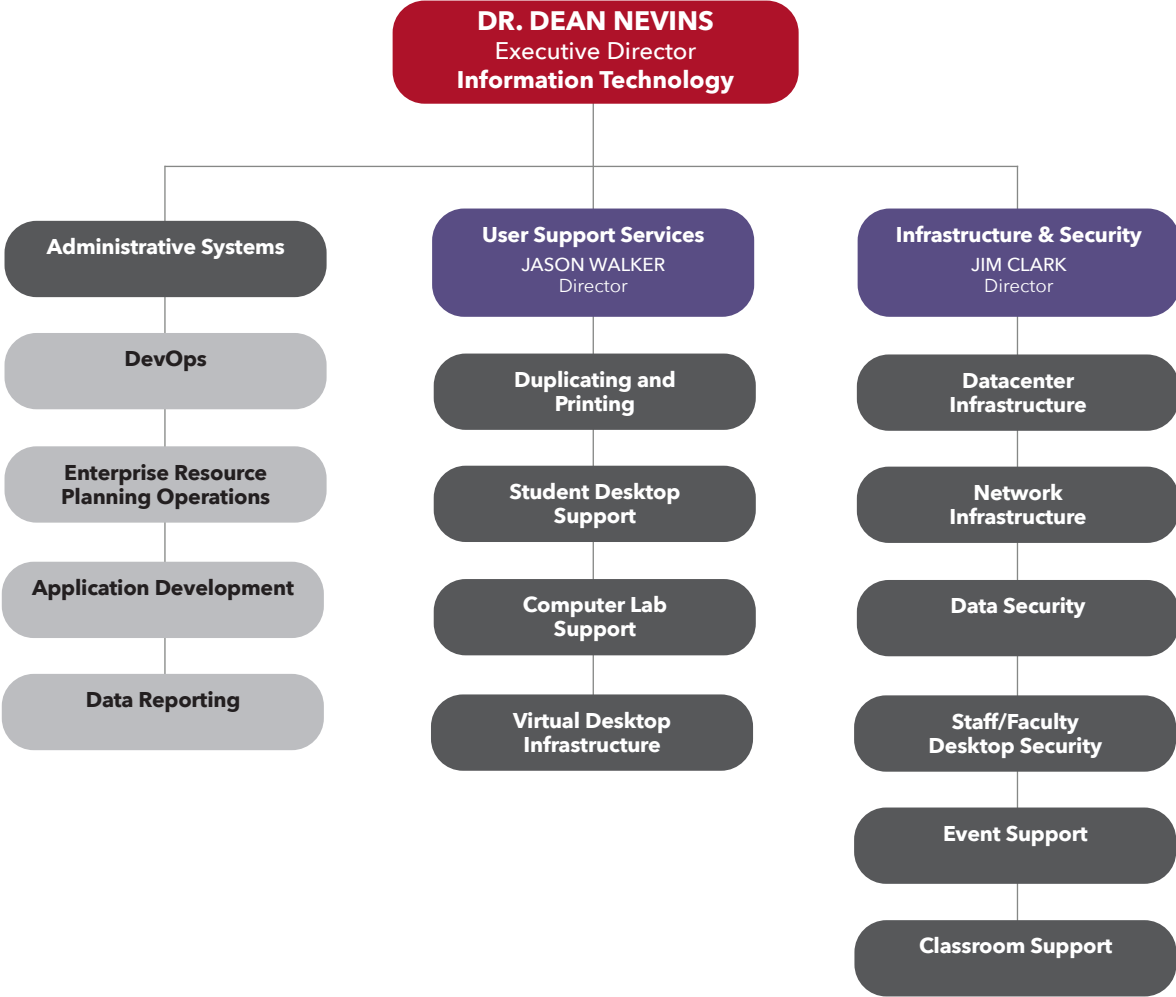 DR. DEAN NEVINS
Executive Director
Information Technology
Administrative Systems
DevOps
Enterprise Resource
Planning Operations
Application Development
Data Reporting
User Support Services
JASON WALKER
Director
Duplicating and
Printing
Student Desktop
Support
Computer Lab
Support
Virtual Desktop
Infrastructure
Infrastructure & Security
JIM CLARK
Director
Datacenter
Infrastructure
Network
Infrastructure
Data Security
Staff/Faculty
Desktop Security
Event Support
Classroom Support